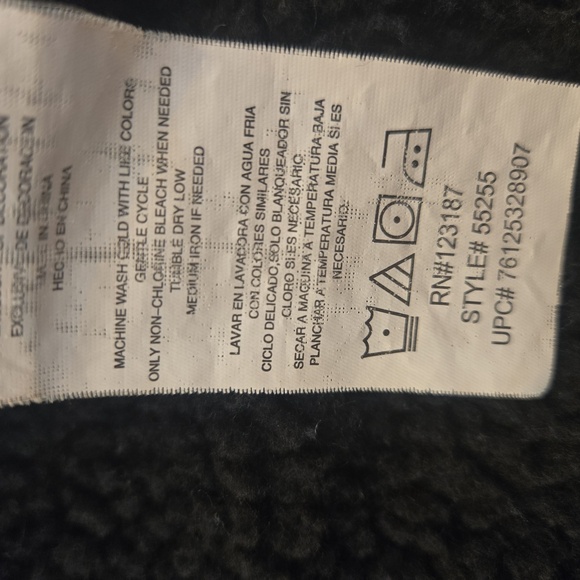 EXCLUSIVE DE DECORACION
MADE IN CHINA
HECHO EN CHINA
MACHINE WASH COLD WITH LIKE COLORS
GENTLE CYCLE
ONLY NON-CHLORINE BLEACH WHEN NEEDED
TUMBLE DRY LOW
MEDIUM IRON IF NEEDED
LAVAR EN LAVADORA CON AGUA FRIA
CON COLORES SIMILARES
CICLO DELICADO,SOLO BLANQUEADOR SIN
CLORO SI ES NECESARIO
SECAR A MAQUINA A TEMPERATURA BAJA
PLANCHAR A TEMPERATURA MEDIA SI ES
NECESARIO.
RN#123187
STYLE# 55255
UPC# 76125328907